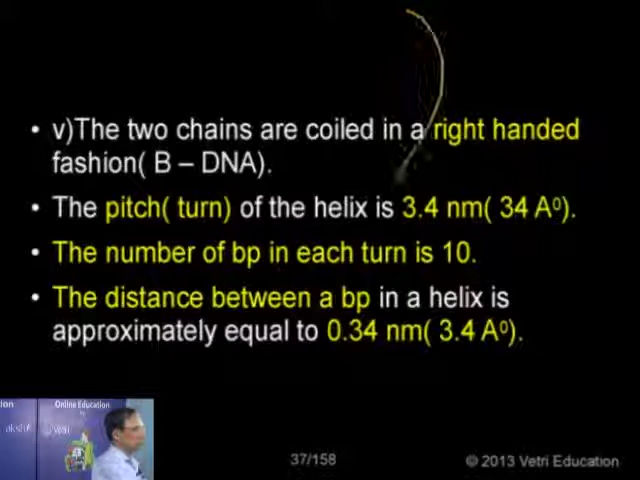 • v)The two chains are coiled in a right handed
fashion( B – DNA).
• The pitch( turn) of the helix is 3.4 nm( 34 Aº).
• The number of bp in each turn is 10.
• The distance between a bp in a helix is
approximately equal to 0.34 nm( 3.4 Aº).
Online Education
37/158
© 2013 Vetri Education